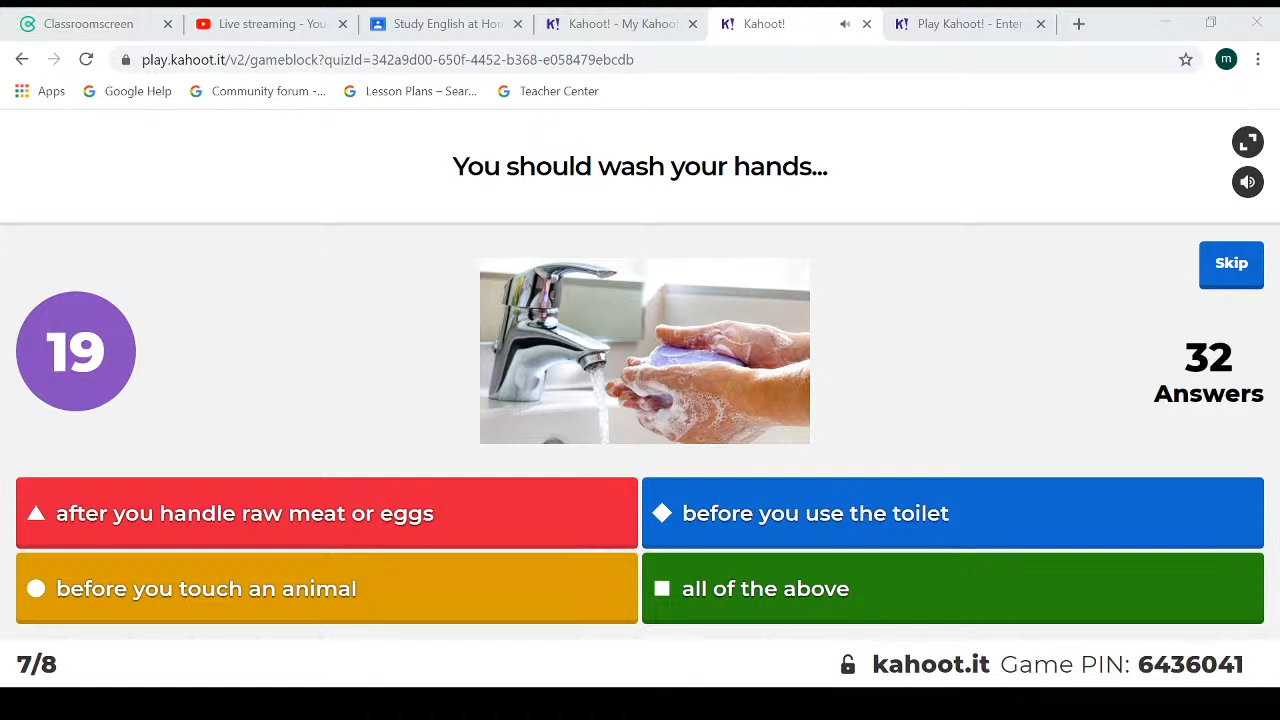 Classroomscreen
Live streaming - You
Study English at Hon
Kahoot! - My Kahoo
Kahoot!
Play Kahoot! - Enter
play.kahoot.it/v2/gameblock?quizId=342a9d00-650f-4452-b368-e058479ebcdb
m
Apps
Google Help
Community forum -...
Lesson Plans – Sear...
Teacher Center
You should wash your hands...
Skip
19
32
Answers
after you handle raw meat or eggs
before you use the toilet
before you touch an animal
all of the above
7/8
kahoot.it Game PIN: 6436041